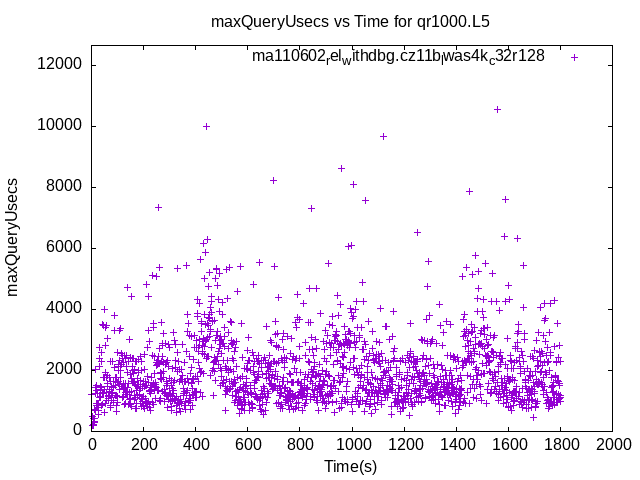 maxQueryUsecs vs Time for qr1000.L5
ma110602_rel_withdbg.cz11b_lwas4k_c32r128
12000
10000
8000
6000
4000
2000
0
maxQueryUsecs
0 200 400 600 800 1000 1200 1400 1600 1800 2000
Time(s)